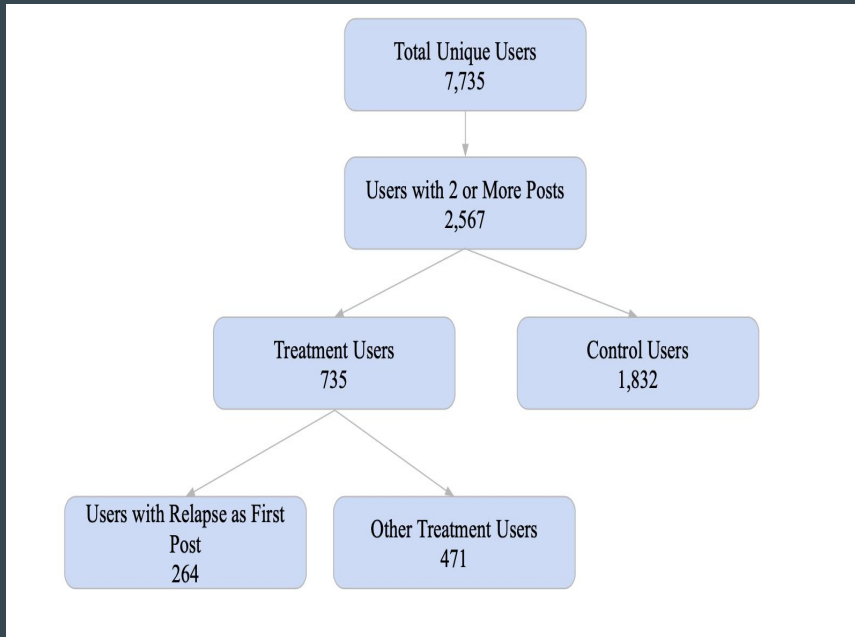 Total Unique Users
7,735
Users with 2 or More Posts
2,567
Treatment Users
735
Control Users
1,832
Users with Relapse as First
Post
264
Other Treatment Users
471